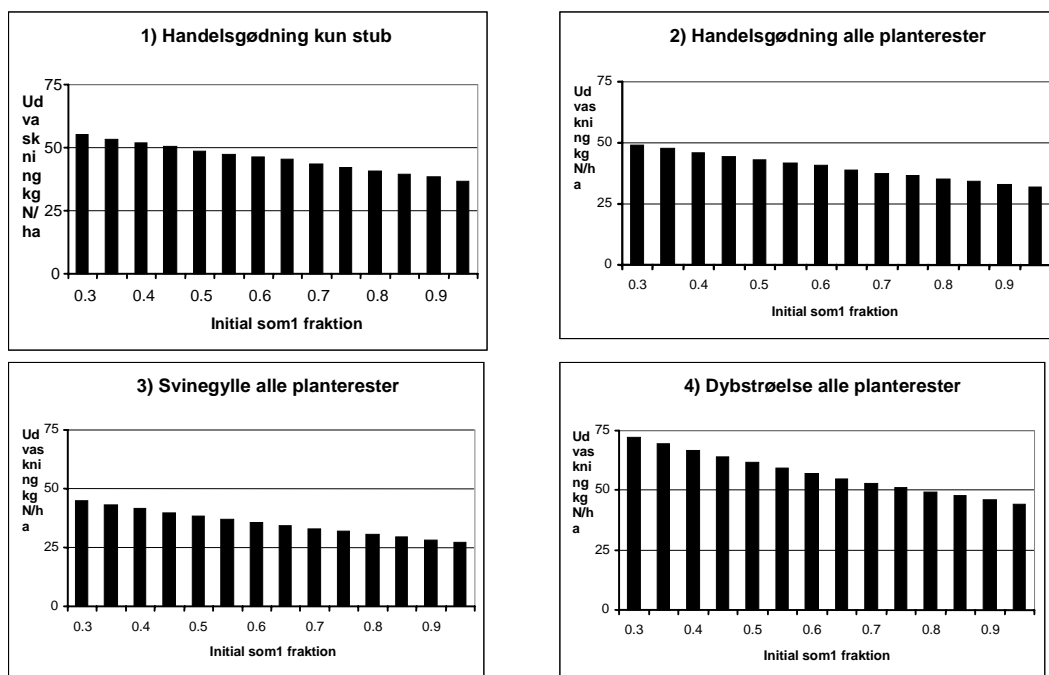 1) Handelsgødning kun stub
Ud
va
sk
ni
ng
kg
N/
ha
75
50
25
0
0.3 0.4 0.5 0.6 0.7 0.8 0.9
Initial som1 fraktion
2) Handelsgødning alle planterester
Ud
vas
kni
ng
kg
N/h
a
75
50
25
0
0.3 0.4 0.5 0.6 0.7 0.8 0.9
Initial som1 fraktion
3) Svinegylle alle planterester
Ud
vas
kni
ng
kg
N/h
a
75
50
25
0
0.3 0.4 0.5 0.6 0.7 0.8 0.9
Initial som1 fraktion
4) Dybstrøelse alle planterester
Ud
vas
kni
ng
kg
N/h
a
75
50
25
0
0.3 0.4 0.5 0.6 0.7 0.8 0.9
Initial som1 fraktion